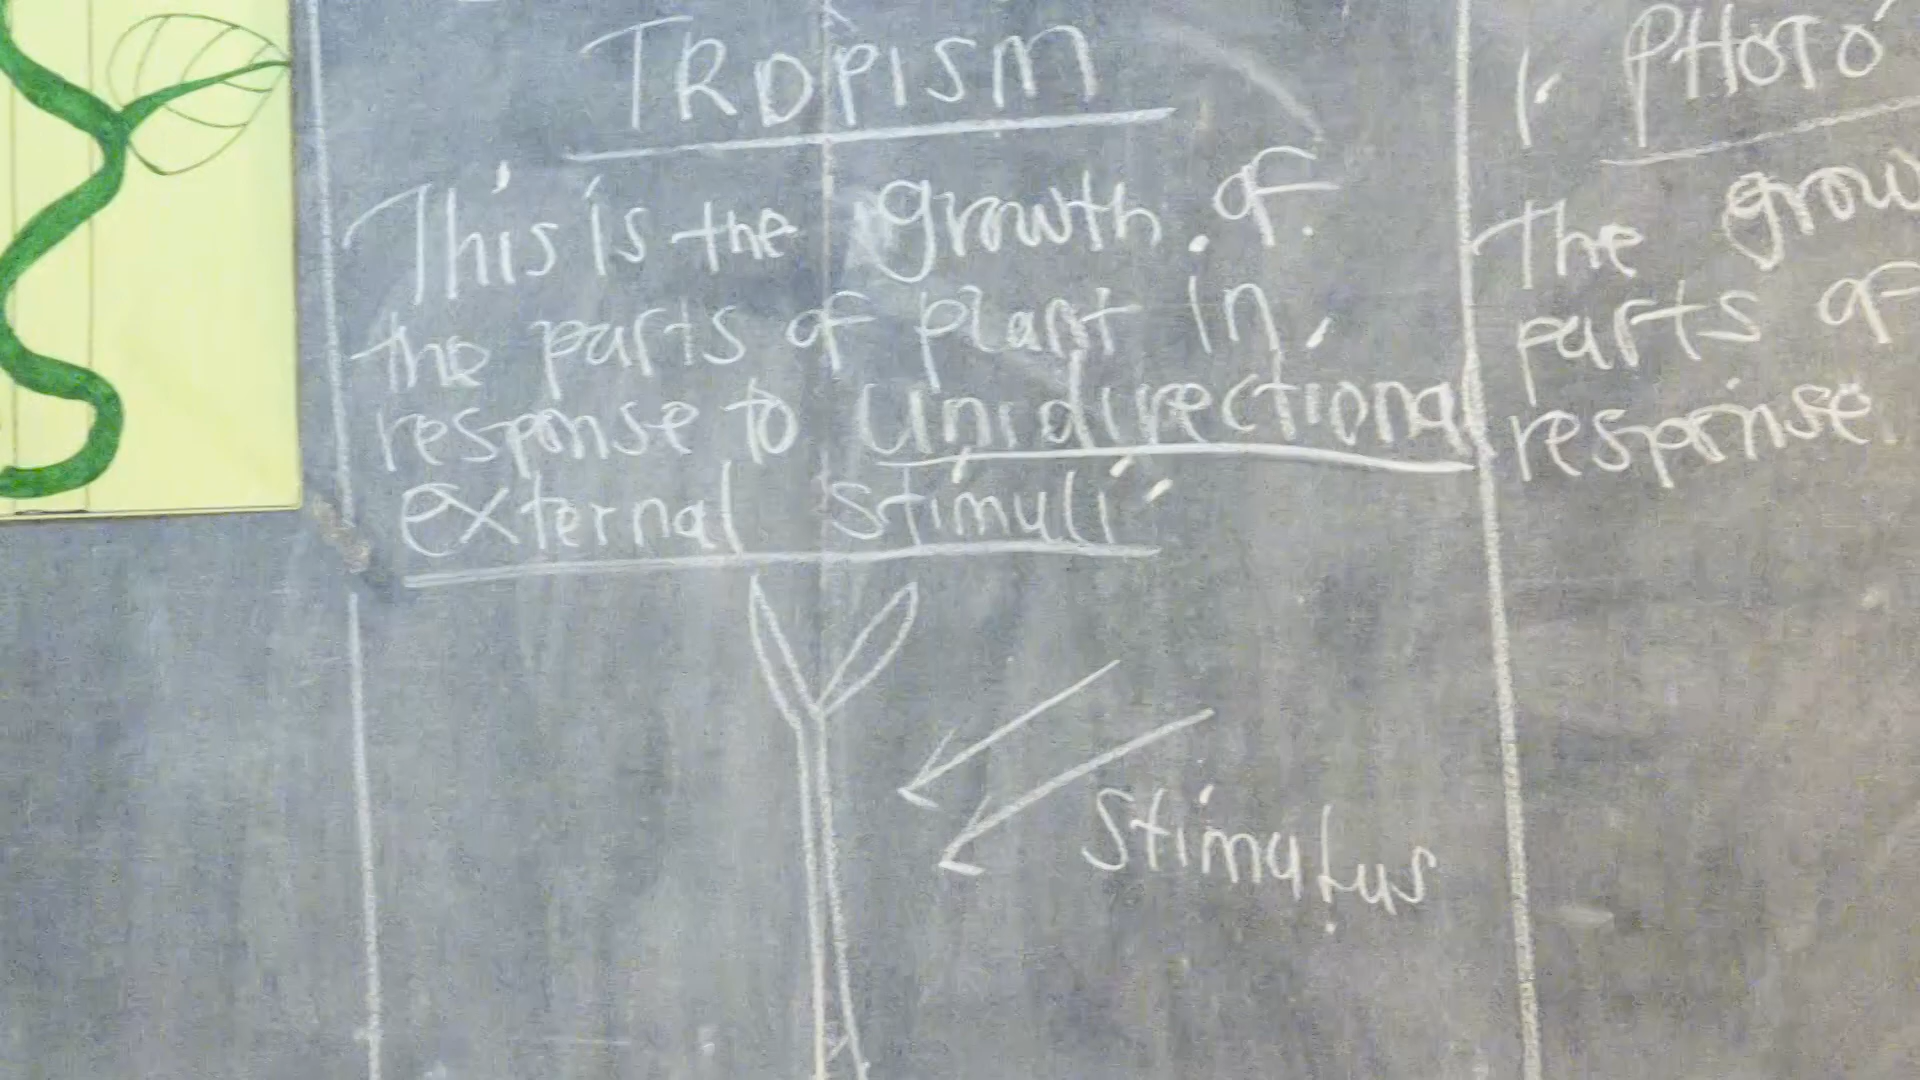 TROPISM
This is the growth of
the parts of plant in
response to unidirectional
external stimuli
Stimulus
1. PHOTO
The grow
parts of
response